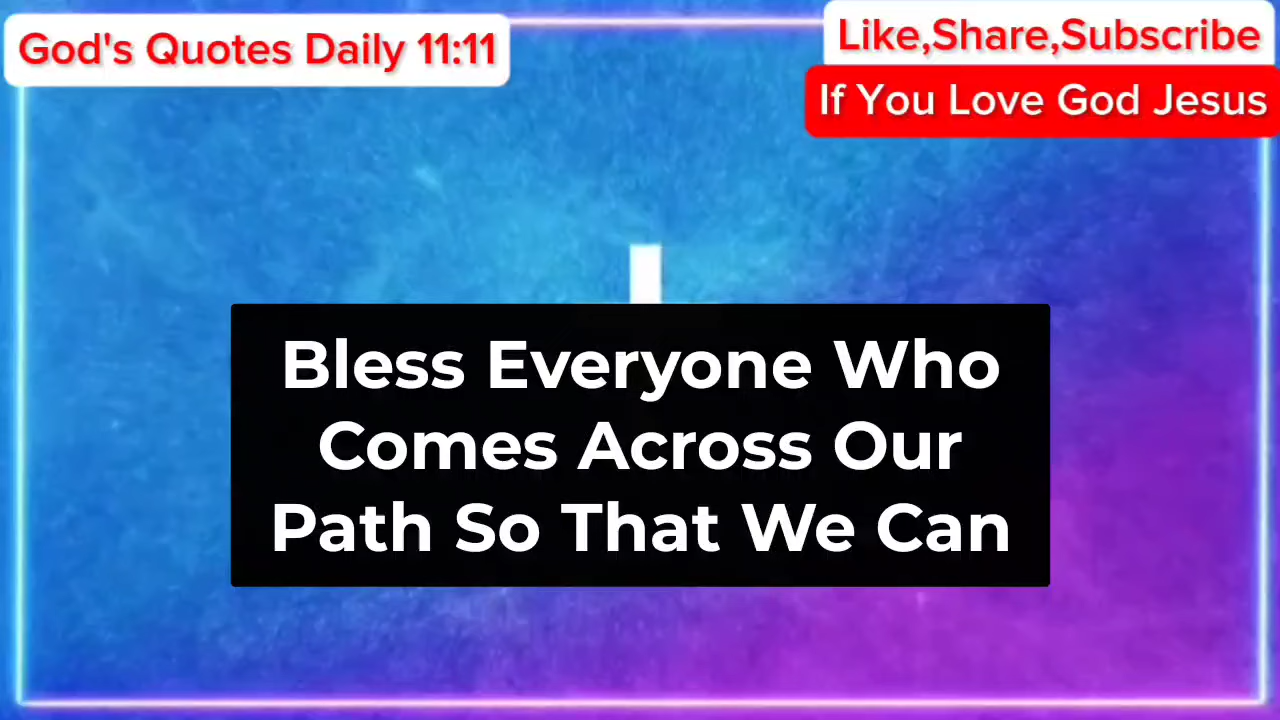 God's Quotes Daily 11:11
Like,Share,Subscribe
If You Love God Jesus
Bless Everyone Who
Comes Across Our
Path So That We Can